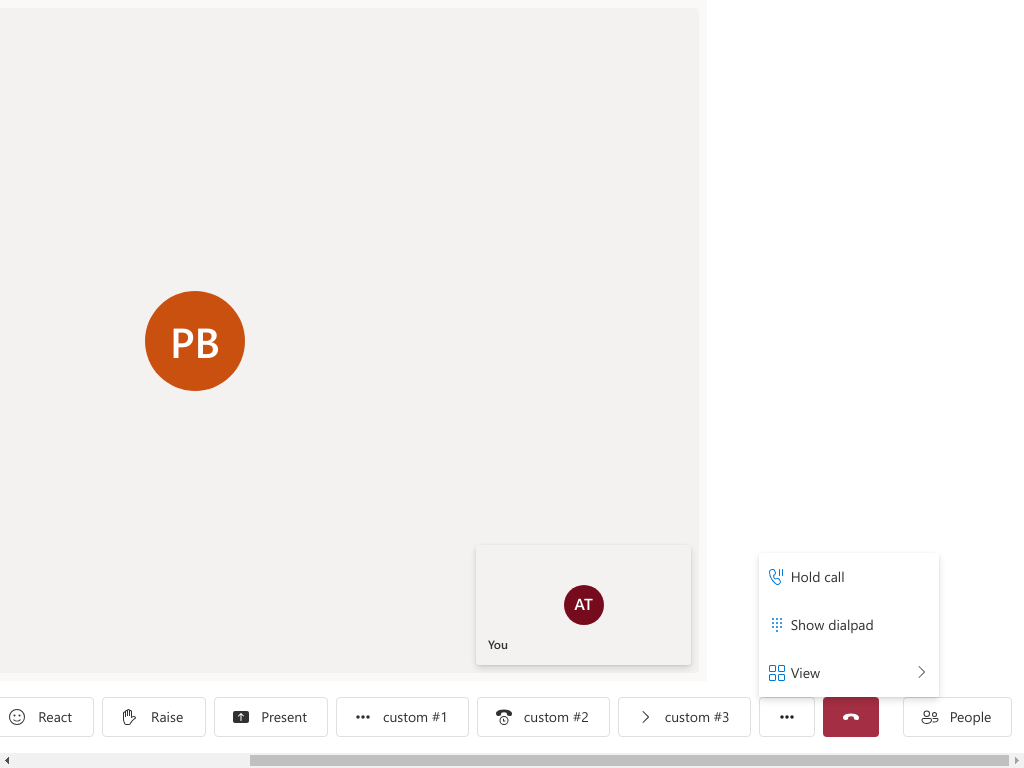 PB
AT
You
Hold call
Show dialpad
View
React
Raise
Present
custom #1
custom #2
custom #3
People